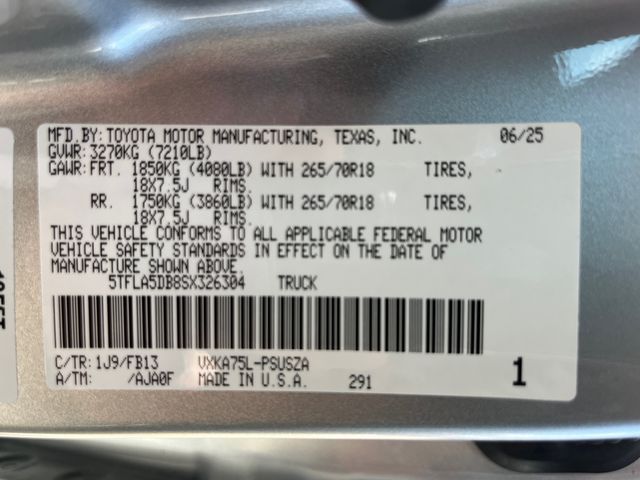 MFD.BY:TOYOTA MOTOR MANUFACTURING, TEXAS, INC. 06/25
GVWR:3270KG (7210LB)
GAWR:FRT. 1850KG (4080LB) WITH 265/70R18 TIRES,
18X7.5J RIMS.
RR. 1750KG (3860LB) WITH 265/70R18 TIRES,
18X7.5J RIMS.
THIS VEHICLE CONFORMS TO ALL APPLICABLE FEDERAL MOTOR
VEHICLE SAFETY STANDARDS IN EFFECT ON THE DATE OF
MANUFACTURE SHOWN ABOVE.
5TFLA5DB8SX326304 TRUCK
C/TR:1J9/FB13 VXKA75L-PSUSZA
A/TM: /AJA0F MADE IN U.S.A. 291 1